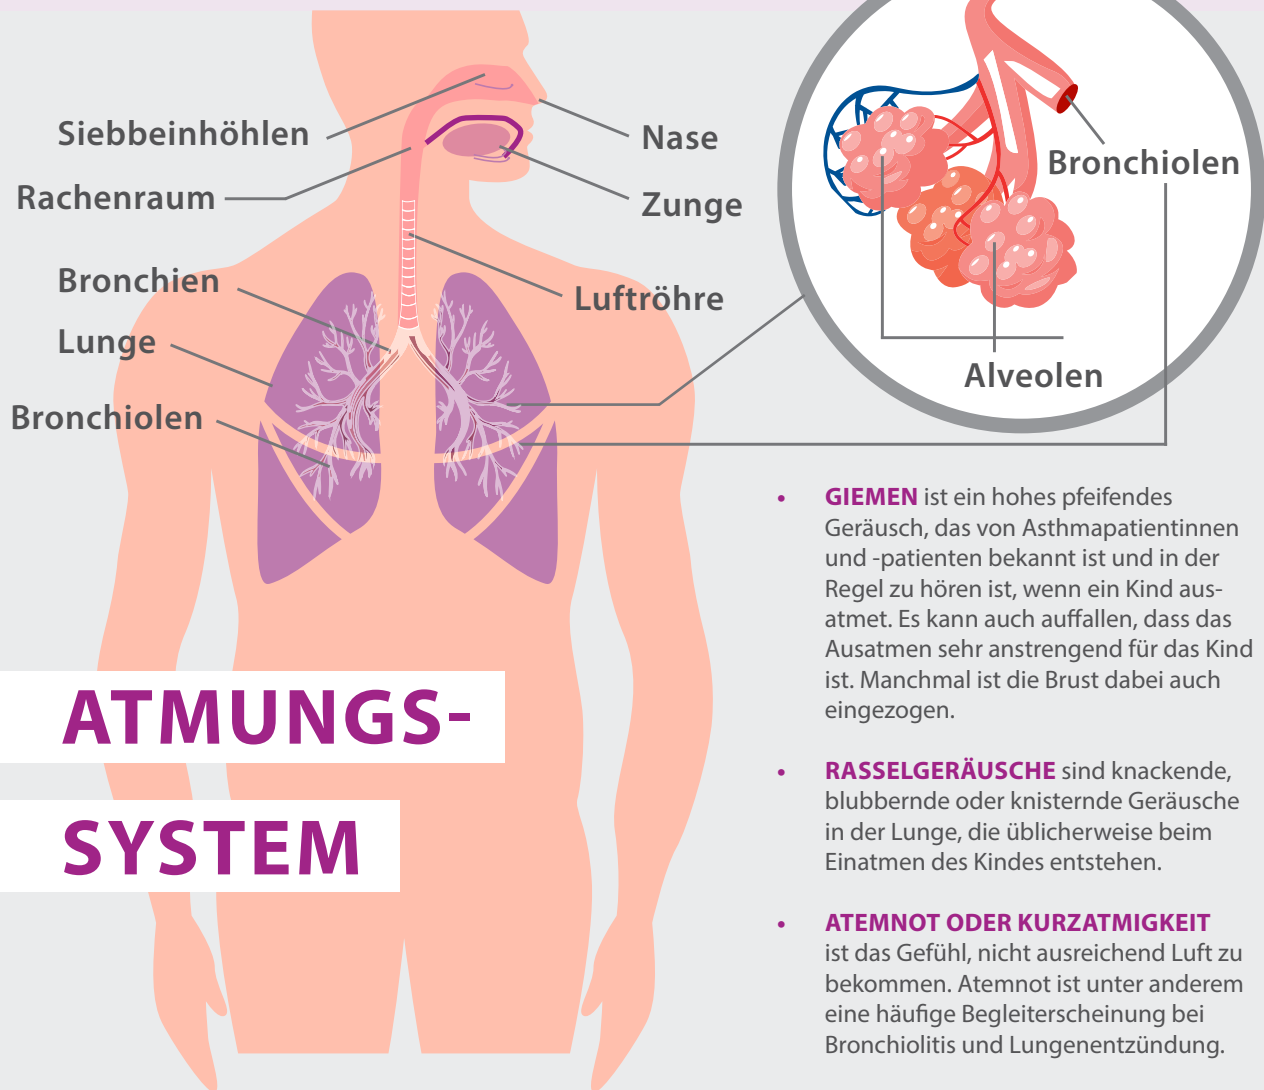 Siebbeinhöhlen
Rachenraum
Bronchien
Lunge
Bronchiolen
Nase
Zunge
Luftröhre
Bronchiolen
Alveolen
ATMUNGS-
SYSTEM
• GIEMEN ist ein hohes pfeifendes
Geräusch, das von Asthmapatientinnen
und -patienten bekannt ist und in der
Regel zu hören ist, wenn ein Kind aus-
atmet. Es kann auch auffallen, dass das
Ausatmen sehr anstrengend für das Kind
ist. Manchmal ist die Brust dabei auch
eingezogen.
• RASSELGERÄUSCHE sind knackende,
blubbernde oder knisternde Geräusche
in der Lunge, die üblicherweise beim
Einatmen des Kindes entstehen.
• ATEMNOT ODER KURZATMIGKEIT
ist das Gefühl, nicht ausreichend Luft zu
bekommen. Atemnot ist unter anderem
eine häufige Begleiterscheinung bei
Bronchiolitis und Lungenentzündung.